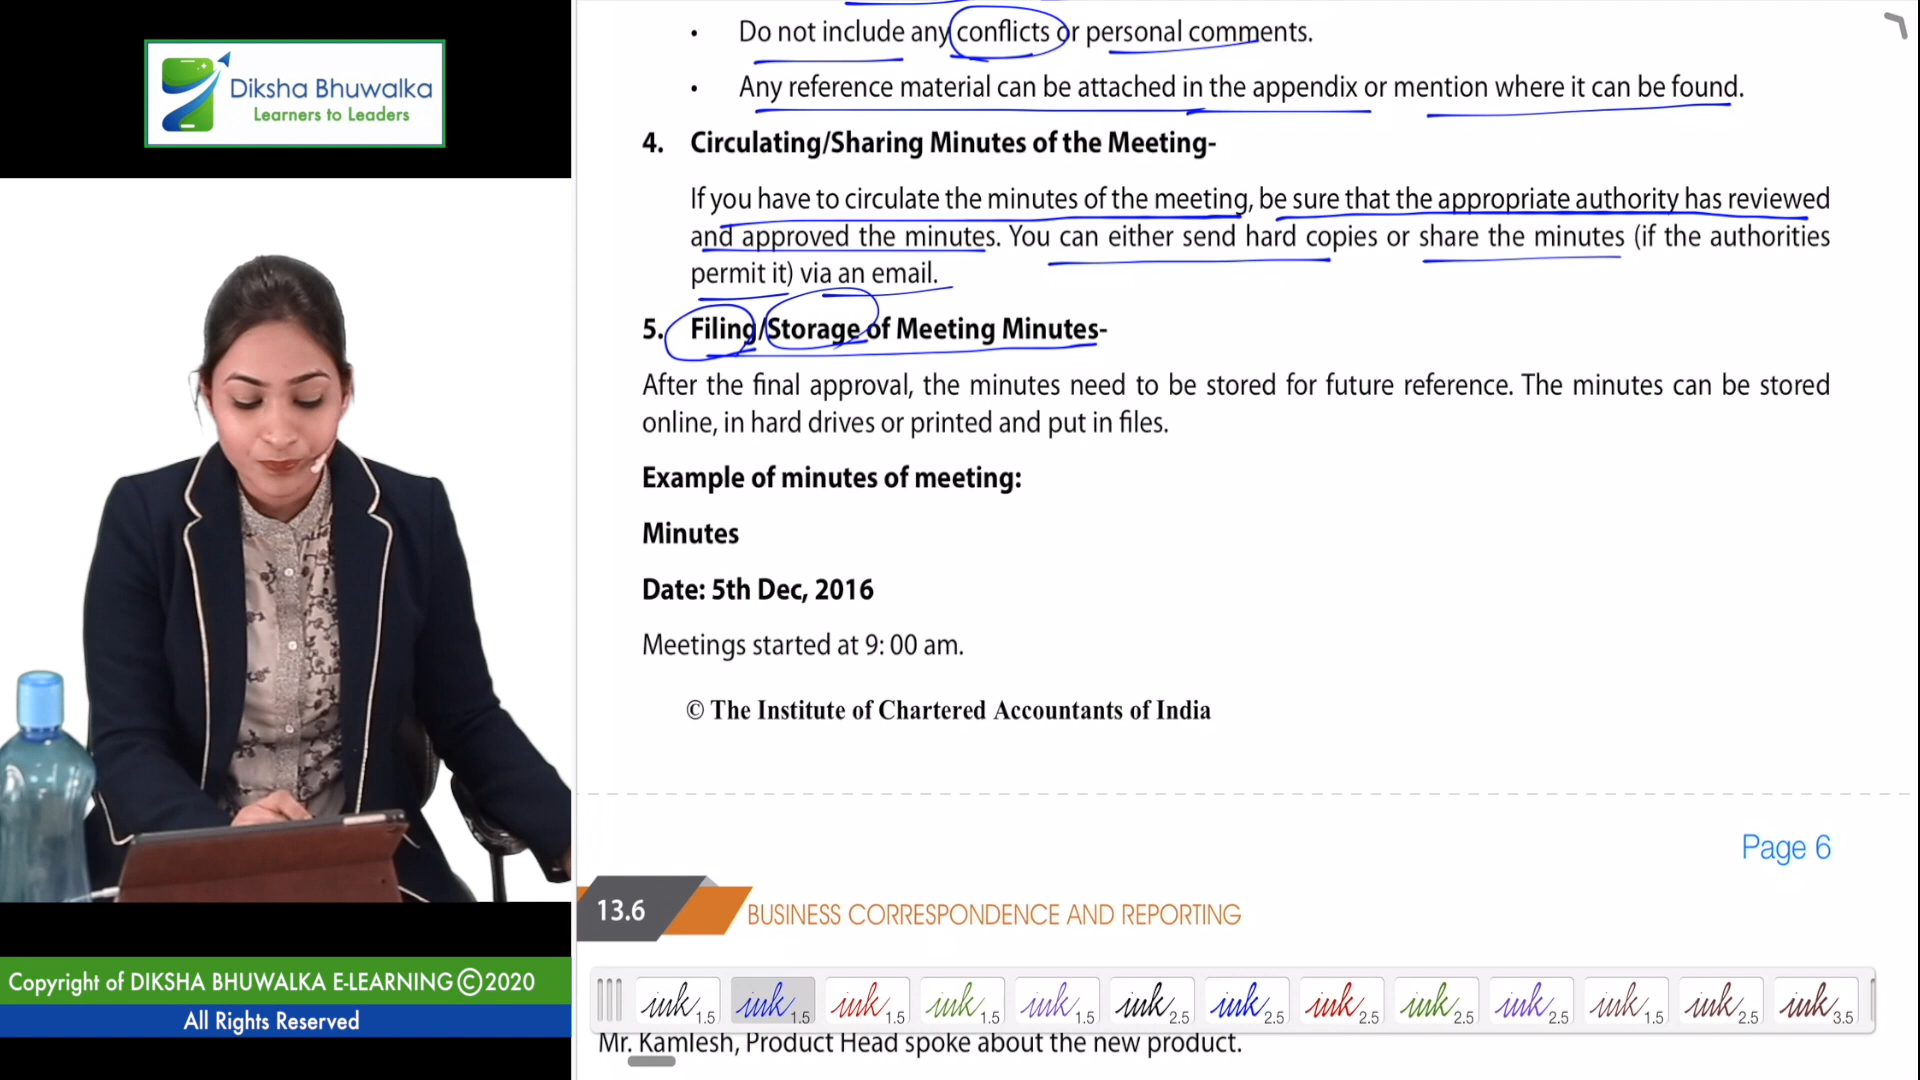 Diksha Bhuwalka
Learners to Leaders
• Do not include any conflicts or personal comments.
• Any reference material can be attached in the appendix or mention where it can be found.
4. Circulating/Sharing Minutes of the Meeting-
If you have to circulate the minutes of the meeting, be sure that the appropriate authority has reviewed
and approved the minutes. You can either send hard copies or share the minutes (if the authorities
permit it) via an email.
5. Filing/Storage of Meeting Minutes-
After the final approval, the minutes need to be stored for future reference. The minutes can be stored
online, in hard drives or printed and put in files.
Example of minutes of meeting:
Minutes
Date: 5th Dec, 2016
Meetings started at 9: 00 am.
© The Institute of Chartered Accountants of India
Page 6
13.6 BUSINESS CORRESPONDENCE AND REPORTING
ink 1.5 ink 1.5 ink 1.5 ink 1.5 ink 1.5 ink 2.5 ink 2.5 ink 2.5 ink 2.5 ink 2.5 ink 1.5 ink 2.5 ink 3.5
Mr. Kamlesh, Product Head spoke about the new product.
Copyright of DIKSHA BHUWALKA E-LEARNING © 2020
All Rights Reserved